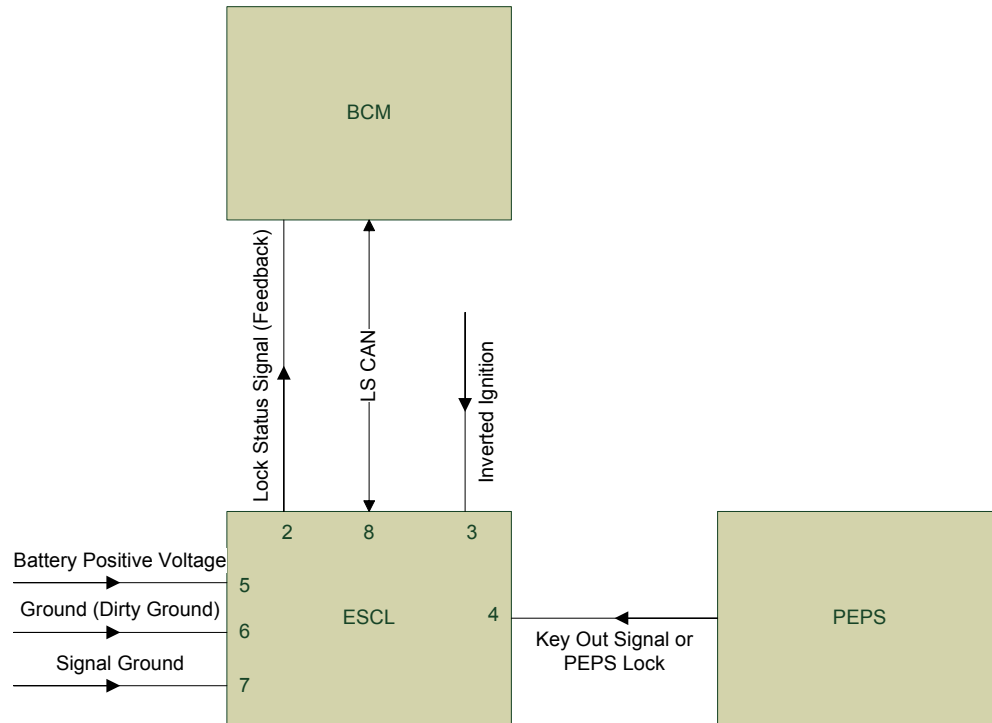 BCM
Lock Status Signal (Feedback)
LS CAN
Inverted Ignition
2
8
3
Battery Positive Voltage
5
Ground (Dirty Ground)
6
Signal Ground
7
ESCL
4
Key Out Signal or
PEPS Lock
PEPS